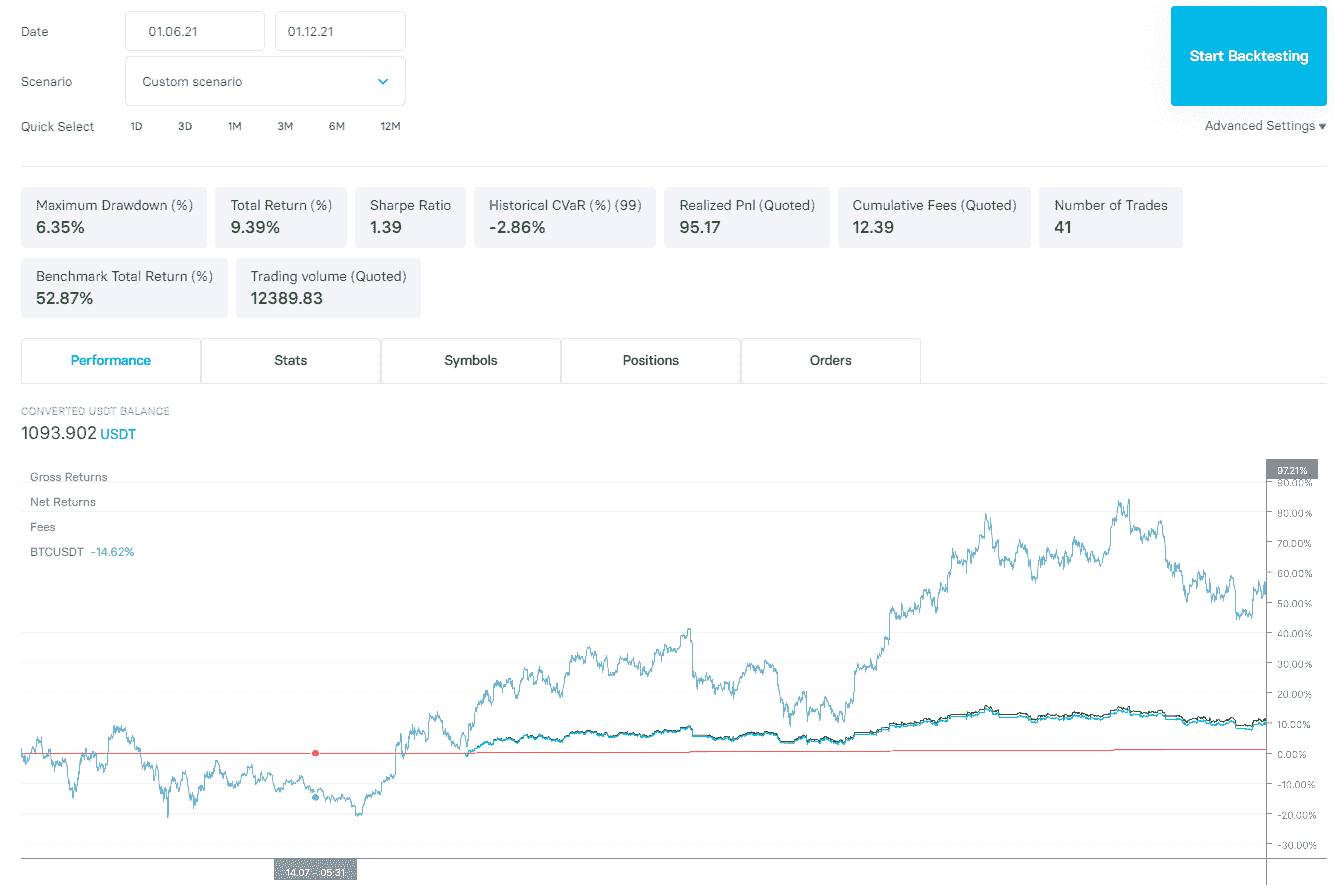 Date 01.06.21 01.12.21
Start Backtesting
Scenario Custom scenario
Quick Select 1D 3D 1M 3M 6M 12M
Advanced Settings ▾
Maximum Drawdown (%) Total Return (%) Sharpe Ratio Historical CVaR (%) (99) Realized Pnl (Quoted) Cumulative Fees (Quoted) Number of Trades
6.35% 9.39% 1.39 -2.86% 95.17 12.39 41
Benchmark Total Return (%) Trading volume (Quoted)
52.87% 12389.83
Performance Stats Symbols Positions Orders
CONVERTED USDT BALANCE
1093.902 USDT
97.21%
Gross Returns
90.00%
Net Returns
80.00%
Fees
70.00%
BTCUSDT -14.62%
60.00%
50.00%
40.00%
30.00%
20.00%
10.00%
0.00%
-10.00%
-20.00%
-30.00%
14.07 - 05:31